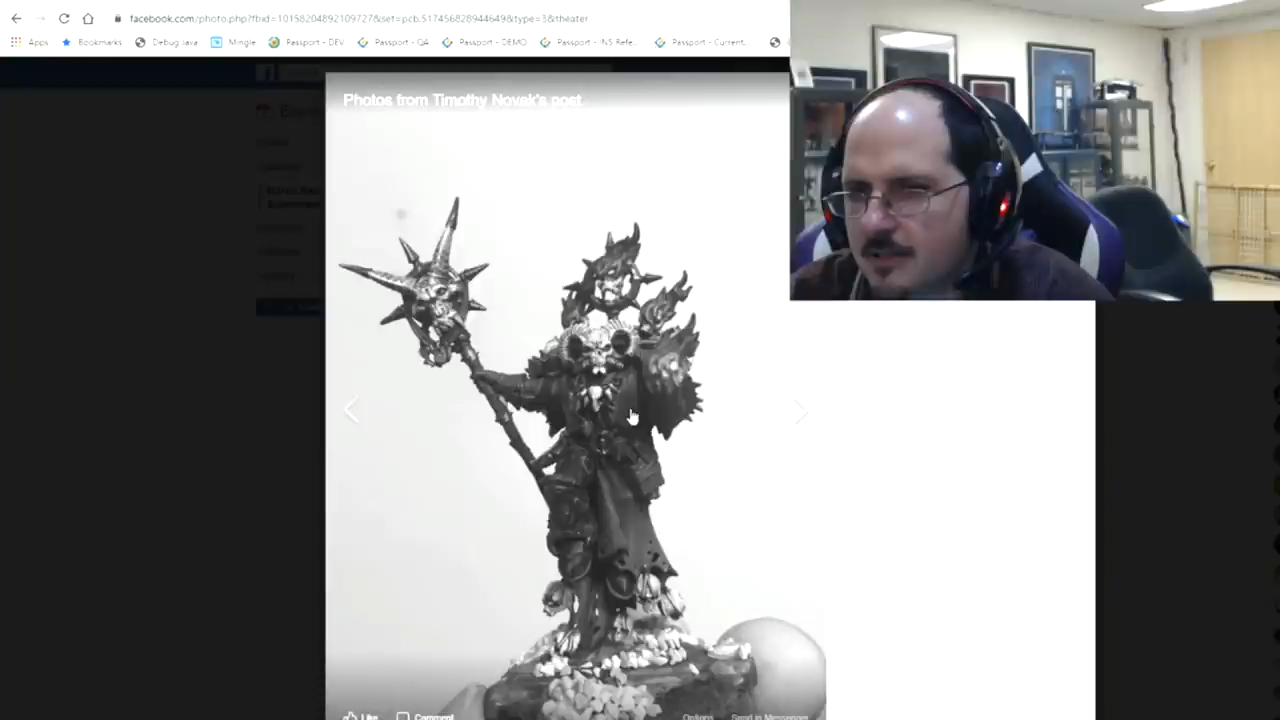 facebook.com/photo.php?fbid=10158204892109727&set=pcb.517456828944649&type=3&theater
Apps Bookmarks Debug Java Mingle Passport - DEV Passport - QA Passport - DEMO Passport - INS Refe... Passport - Current...
Photos from Timothy Novak's post
Like Comment Options Send in Messenger